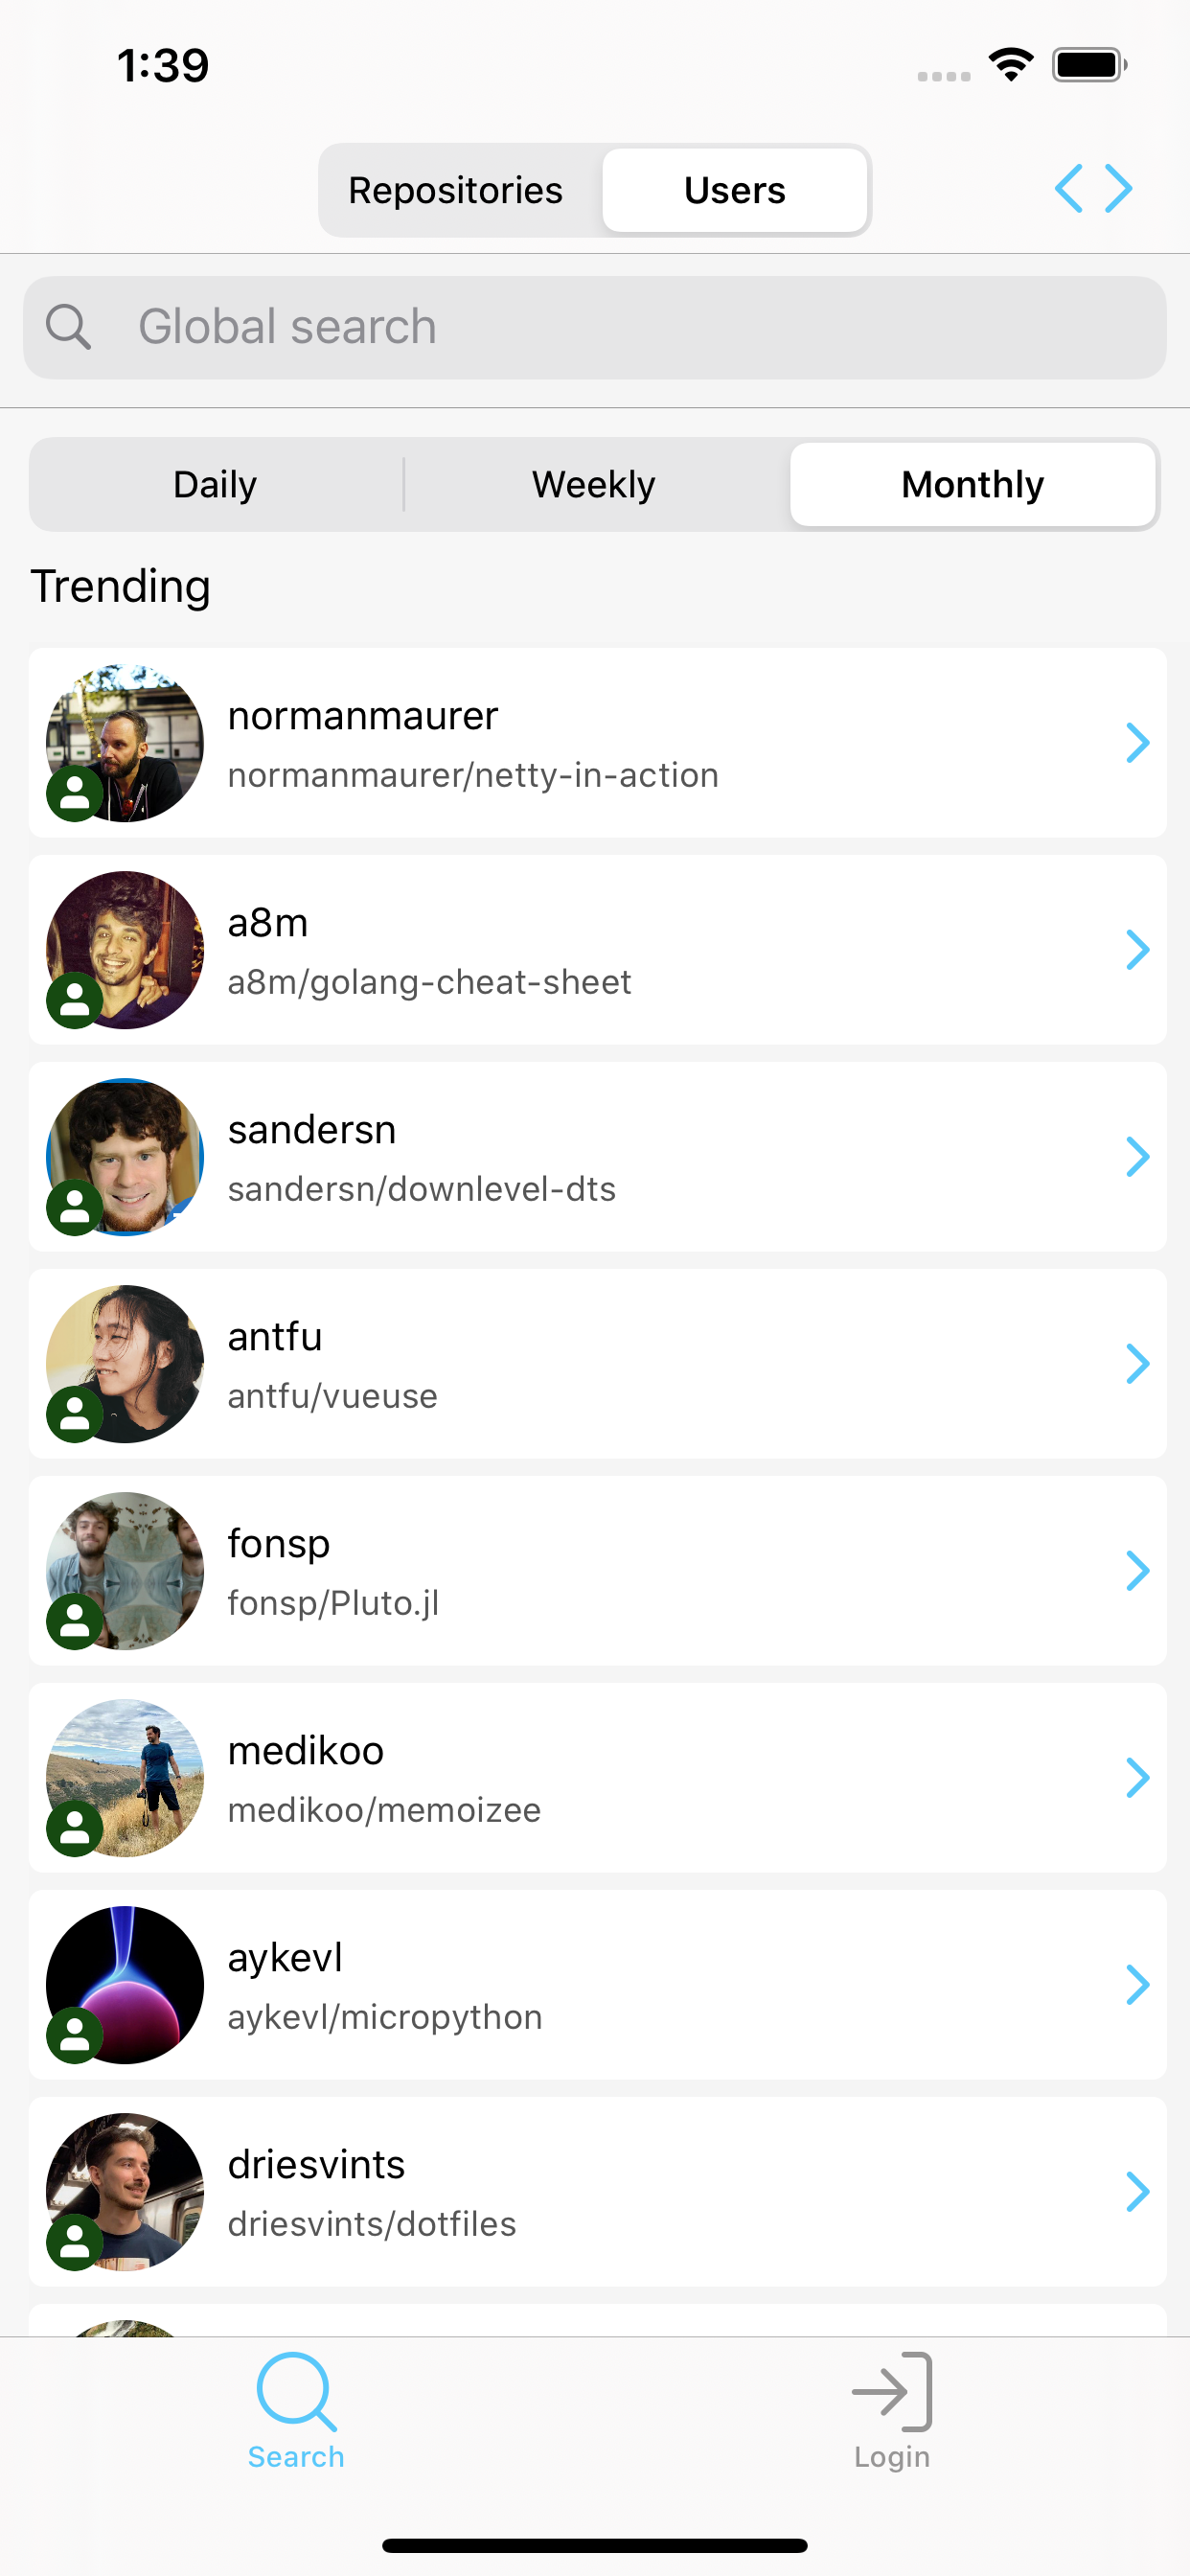 1:39
Repositories Users
Global search
Daily Weekly Monthly
Trending
normanmaurer
normanmaurer/netty-in-action
a8m
a8m/golang-cheat-sheet
sandersn
sandersn/downlevel-dts
antfu
antfu/vueuse
fonsp
fonsp/Pluto.jl
medikoo
medikoo/memoizee
aykevl
aykevl/micropython
driesvints
driesvints/dotfiles
Search Login